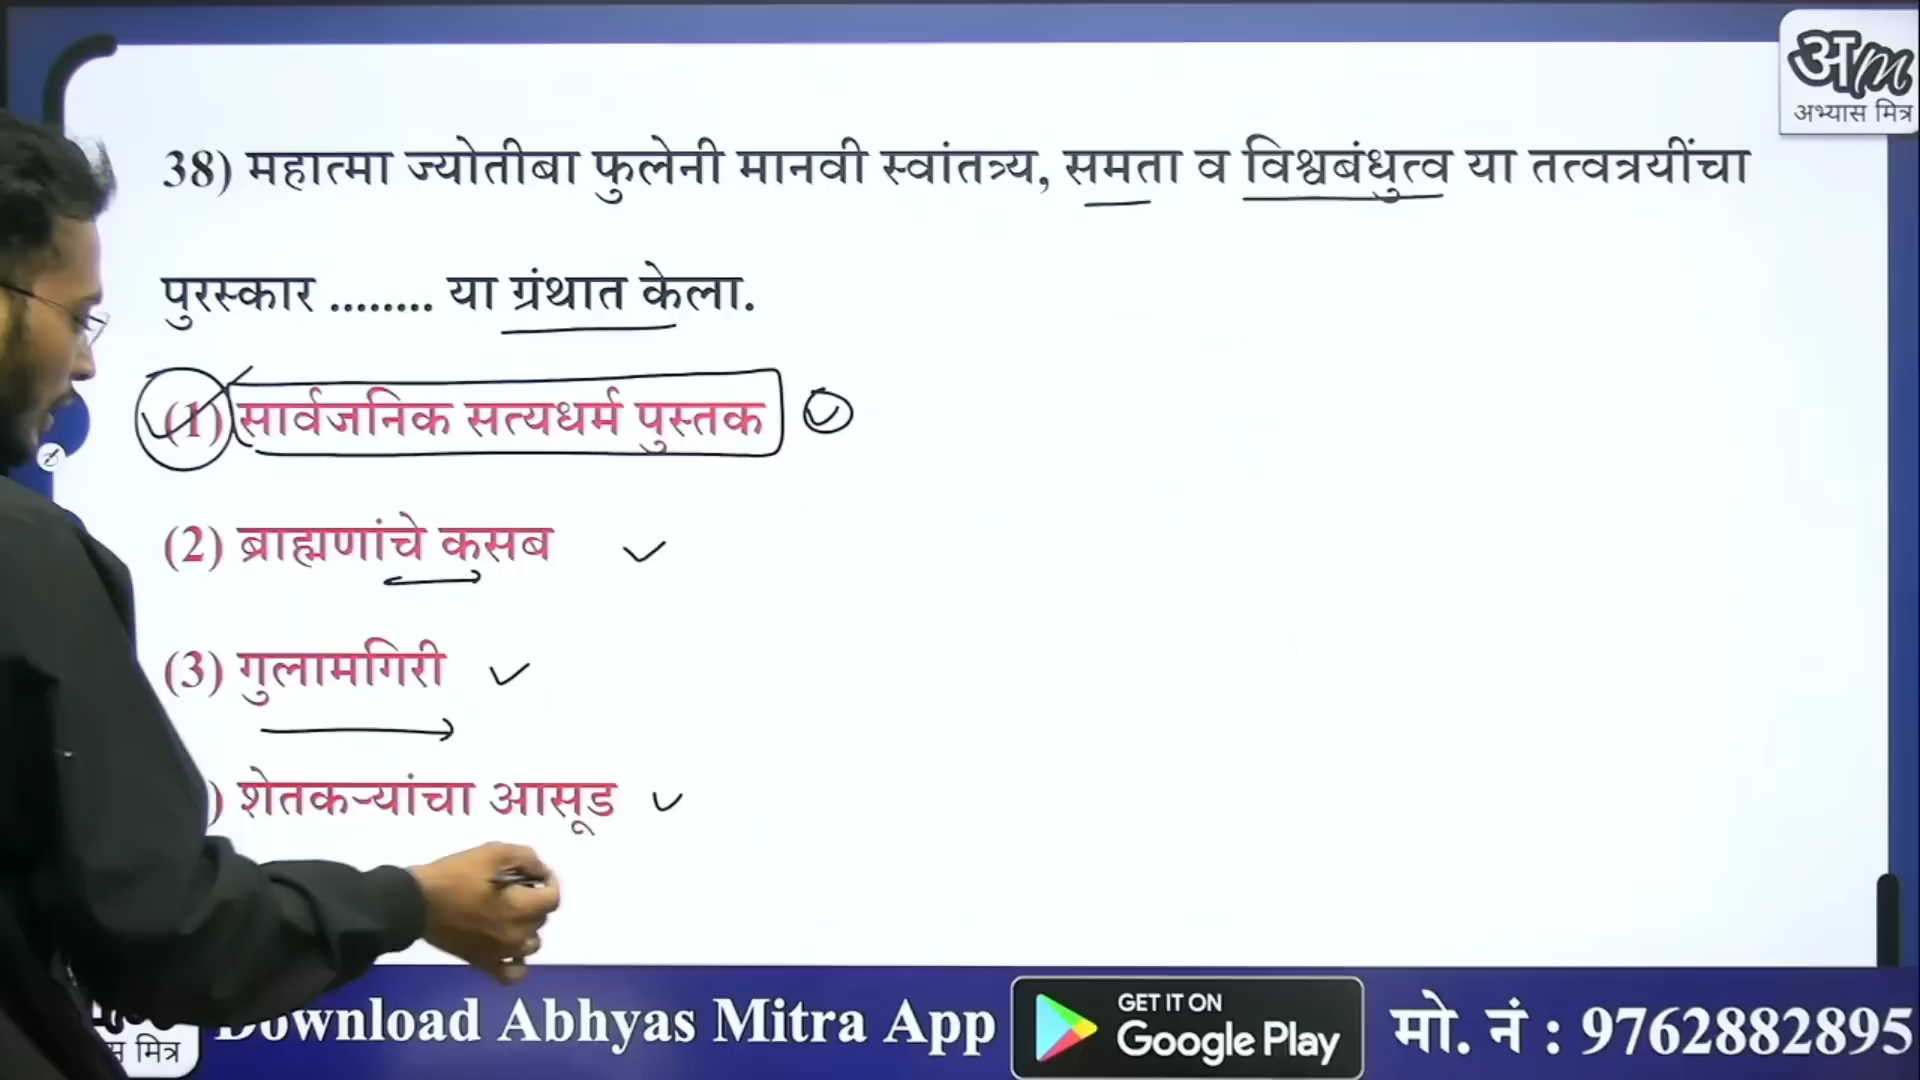 अm
अभ्यास मित्र
38) महात्मा ज्योतीबा फुलेनी मानवी स्वांतत्र्य, समता व विश्वबंधुत्व या तत्वत्रयींचा
पुरस्कार ........ या ग्रंथात केला.
(1) सार्वजनिक सत्यधर्म पुस्तक
(2) ब्राह्मणांचे कसब
(3) गुलामगिरी
) शेतकऱ्यांचा आसूड
Download Abhyas Mitra App
GET IT ON
Google Play
मो. नं : 9762882895
मित्र